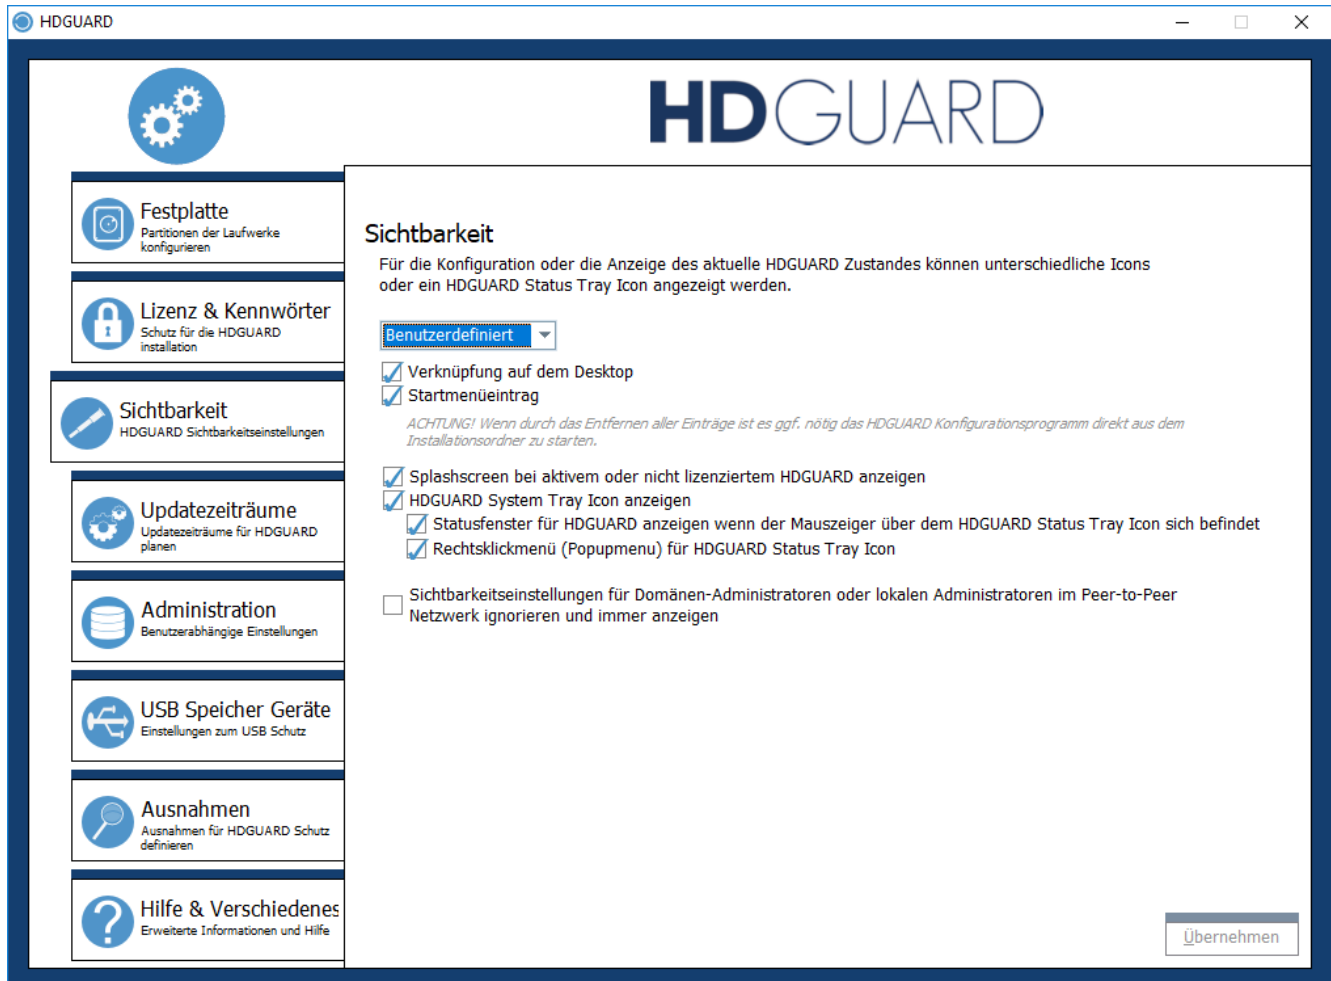 HDGUARD
HDGUARD
Festplatte
Partitionen der Laufwerke
konfigurieren
Lizenz & Kennwörter
Schutz für die HDGUARD
installation
Sichtbarkeit
HDGUARD Sichtbarkeitseinstellungen
Updatezeiträume
Updatezeiträume für HDGUARD
planen
Administration
Benutzerabhängige Einstellungen
USB Speicher Geräte
Einstellungen zum USB Schutz
Ausnahmen
Ausnahmen für HDGUARD Schutz
definieren
Hilfe & Verschiedenes
Erweiterte Informationen und Hilfe
Sichtbarkeit
Für die Konfiguration oder die Anzeige des aktuelle HDGUARD Zustandes können unterschiedliche Icons
oder ein HDGUARD Status Tray Icon angezeigt werden.
Benutzerdefiniert
Verknüpfung auf dem Desktop
Startmenüeintrag
ACHTUNG! Wenn durch das Entfernen aller Einträge ist es ggf. nötig das HDGUARD Konfigurationsprogramm direkt aus dem
Installationsordner zu starten.
Splashscreen bei aktivem oder nicht lizenziertem HDGUARD anzeigen
HDGUARD System Tray Icon anzeigen
Statusfenster für HDGUARD anzeigen wenn der Mauszeiger über dem HDGUARD Status Tray Icon sich befindet
Rechtsklickmenü (Popupmenu) für HDGUARD Status Tray Icon
Sichtbarkeitseinstellungen für Domänen-Administratoren oder lokalen Administratoren im Peer-to-Peer
Netzwerk ignorieren und immer anzeigen
Übernehmen